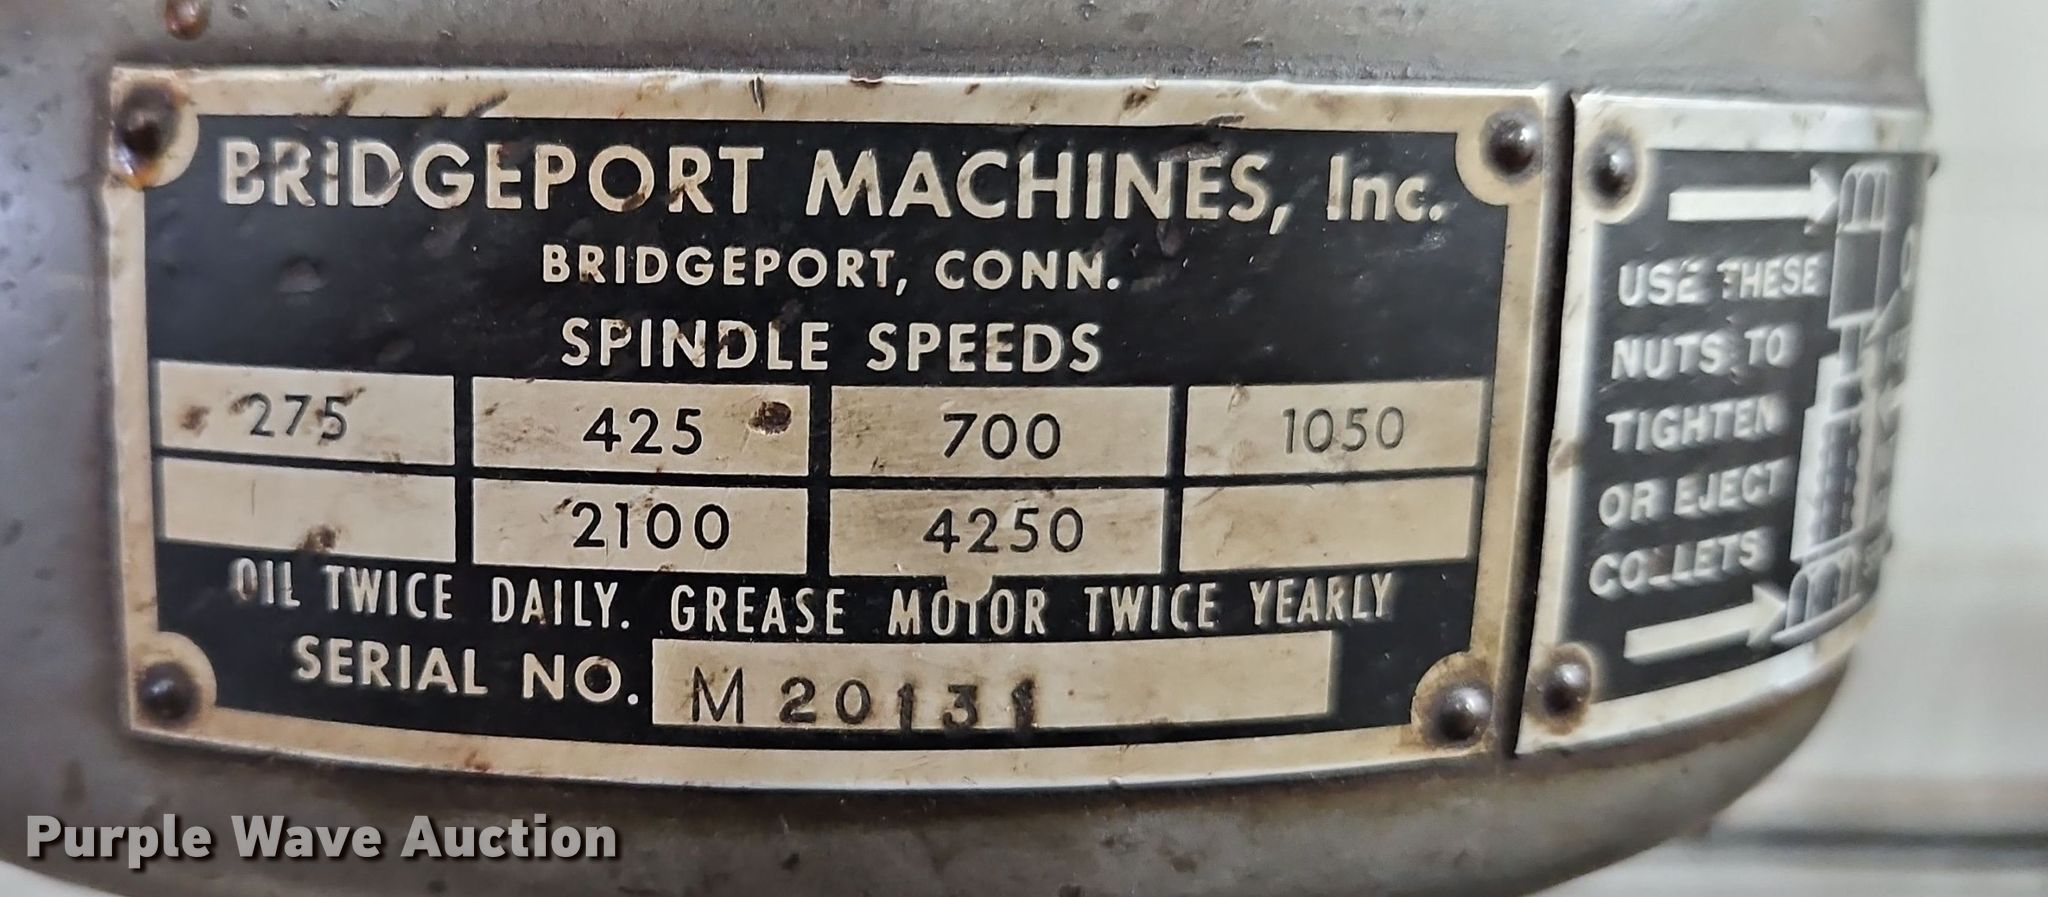 BRIDGEPORT MACHINES, Inc.
BRIDGEPORT, CONN.
SPINDLE SPEEDS
275 425 700 1050
2100 4250
OIL TWICE DAILY. GREASE MOTOR TWICE YEARLY
SERIAL NO. M 20131
USE THESE
NUTS TO
TIGHTEN
OR EJECT
COLLETS
Purple Wave Auction